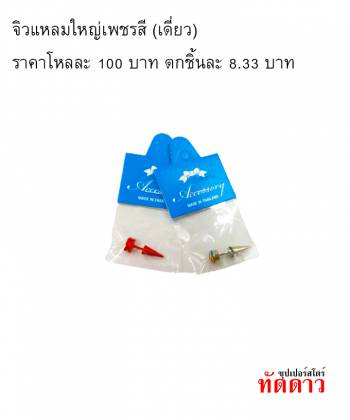 จิวแหลมใหญ่เพชรสี (เดี่ยว)
ราคาโหลละ 100 บาท ตกชิ้นละ 8.33 บาท
Accessory
MADE IN THAILAND
Accessory
MADE IN THAILAND
ซุปเปอร์สโตร์
ทัดดาว